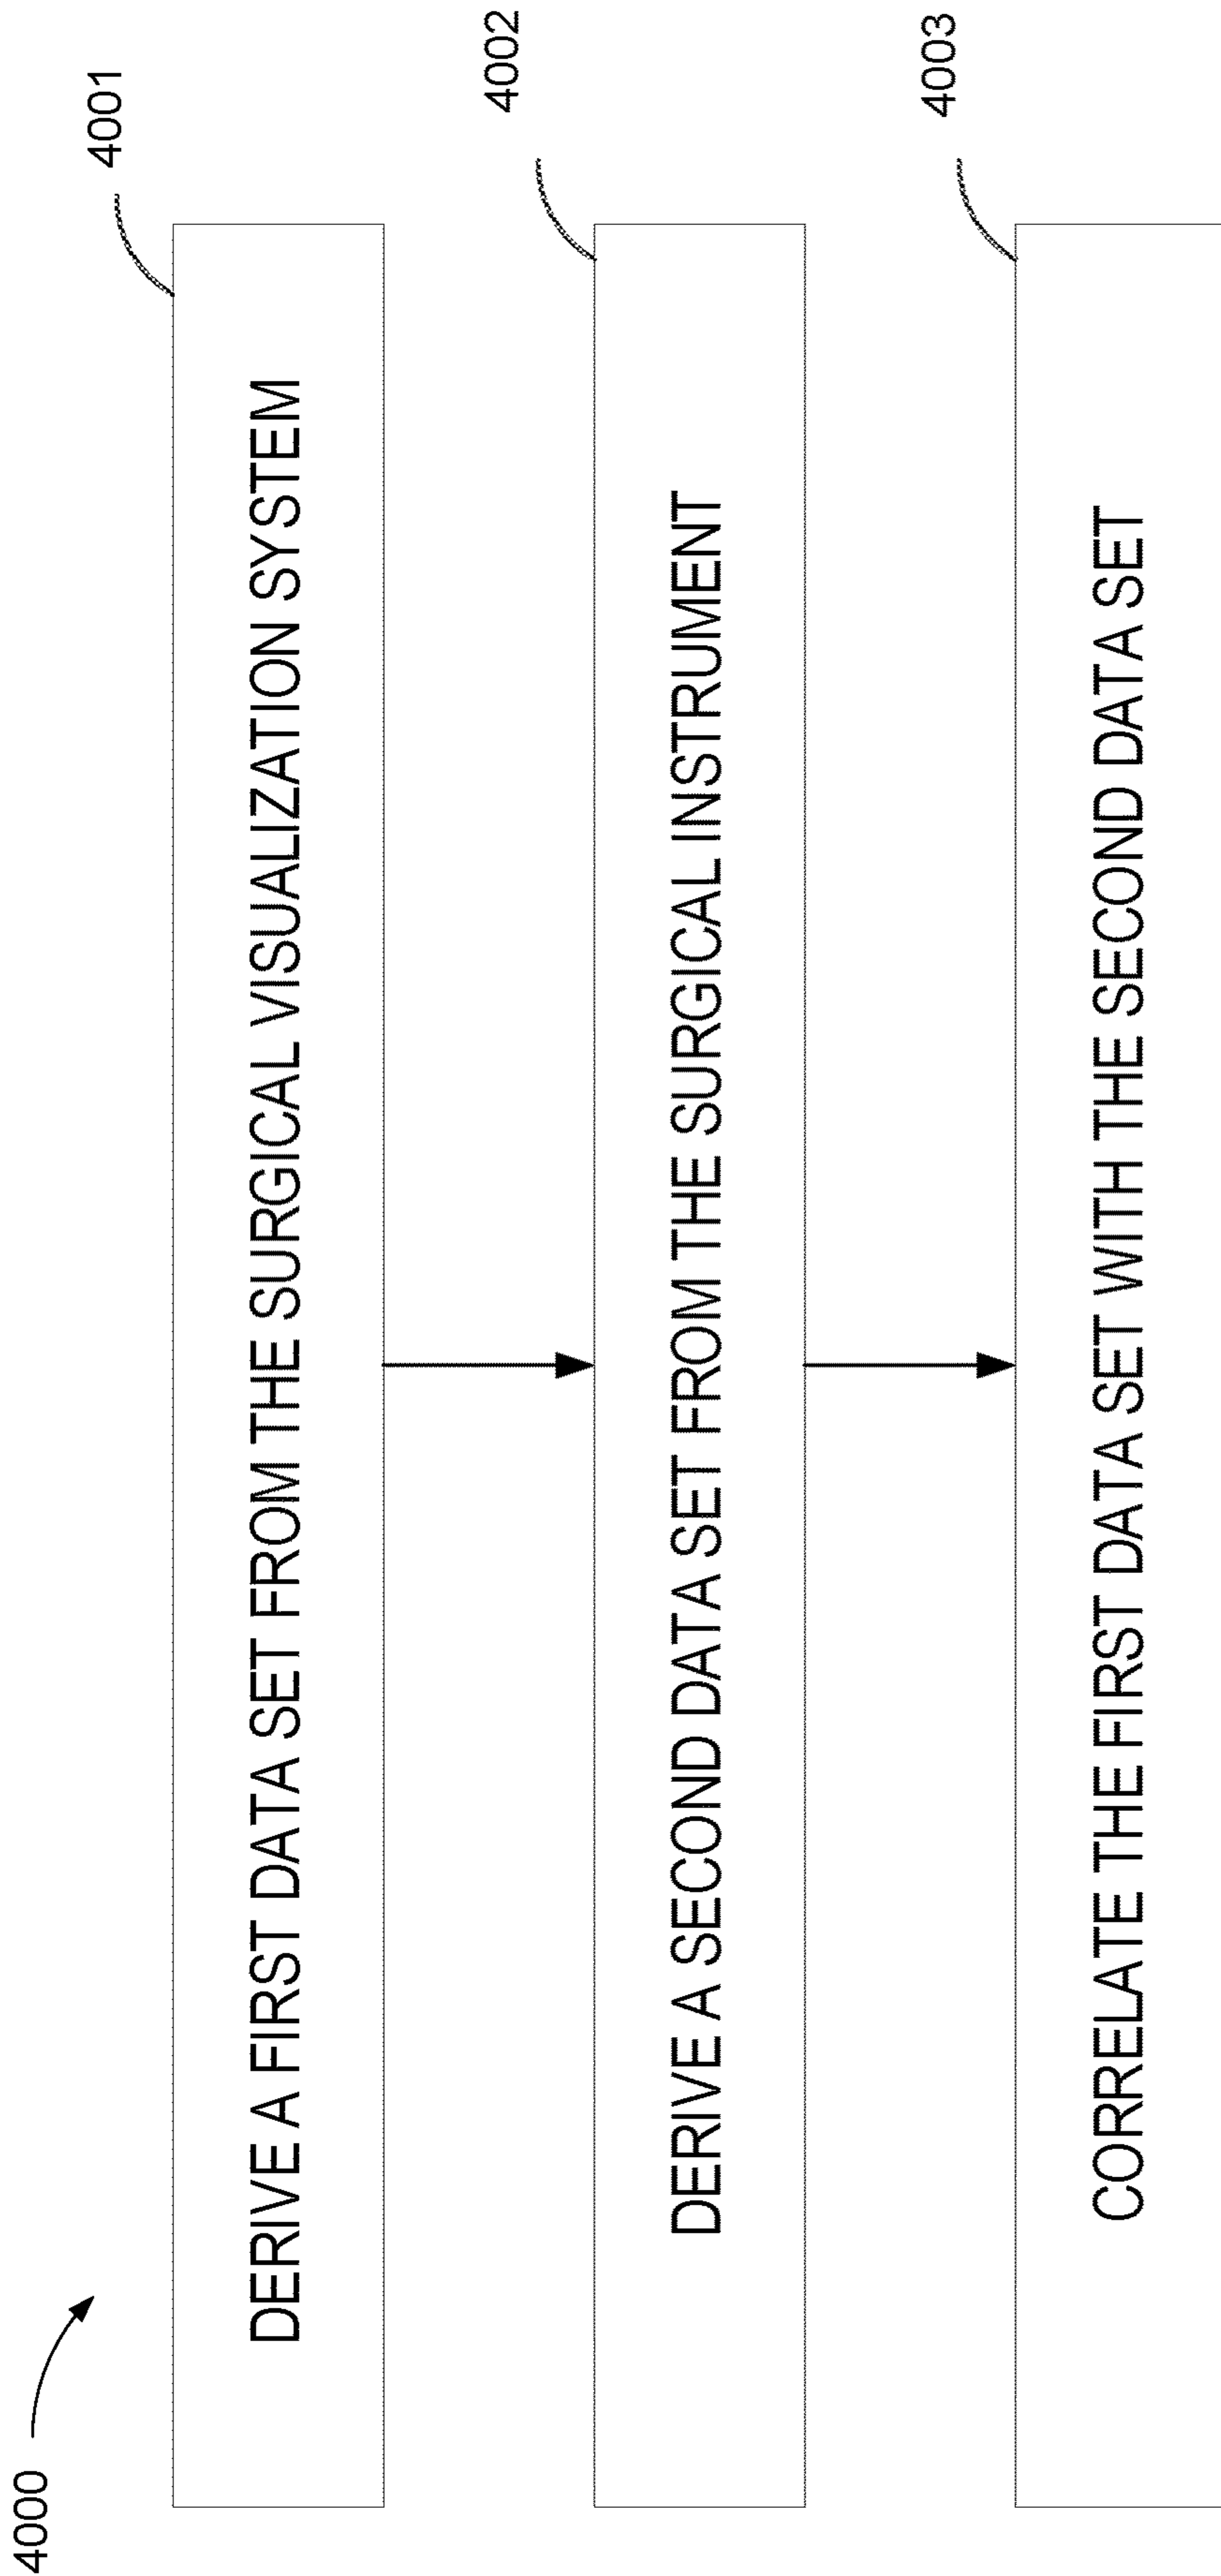 4000
4001
DERIVE A FIRST DATA SET FROM THE SURGICAL VISUALIZATION SYSTEM
4002
DERIVE A SECOND DATA SET FROM THE SURGICAL INSTRUMENT
4003
CORRELATE THE FIRST DATA SET WITH THE SECOND DATA SET